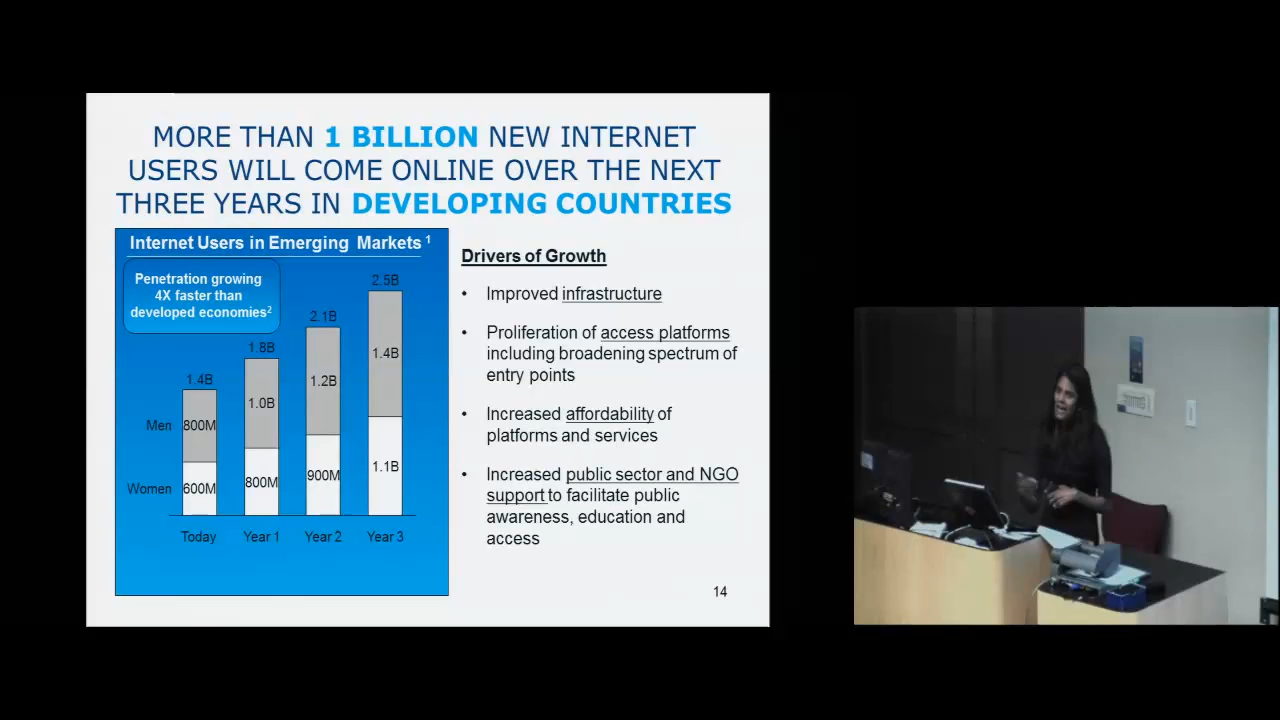 MORE THAN 1 BILLION NEW INTERNET
USERS WILL COME ONLINE OVER THE NEXT
THREE YEARS IN DEVELOPING COUNTRIES
Internet Users in Emerging Markets 1
Penetration growing
4X faster than
developed economies2
1.4B
1.8B
2.1B
2.5B
Men
800M
1.0B
1.2B
1.4B
Women
600M
800M
900M
1.1B
Today
Year 1
Year 2
Year 3
Drivers of Growth
• Improved infrastructure
• Proliferation of access platforms
including broadening spectrum of
entry points
• Increased affordability of
platforms and services
• Increased public sector and NGO
support to facilitate public
awareness, education and
access
14